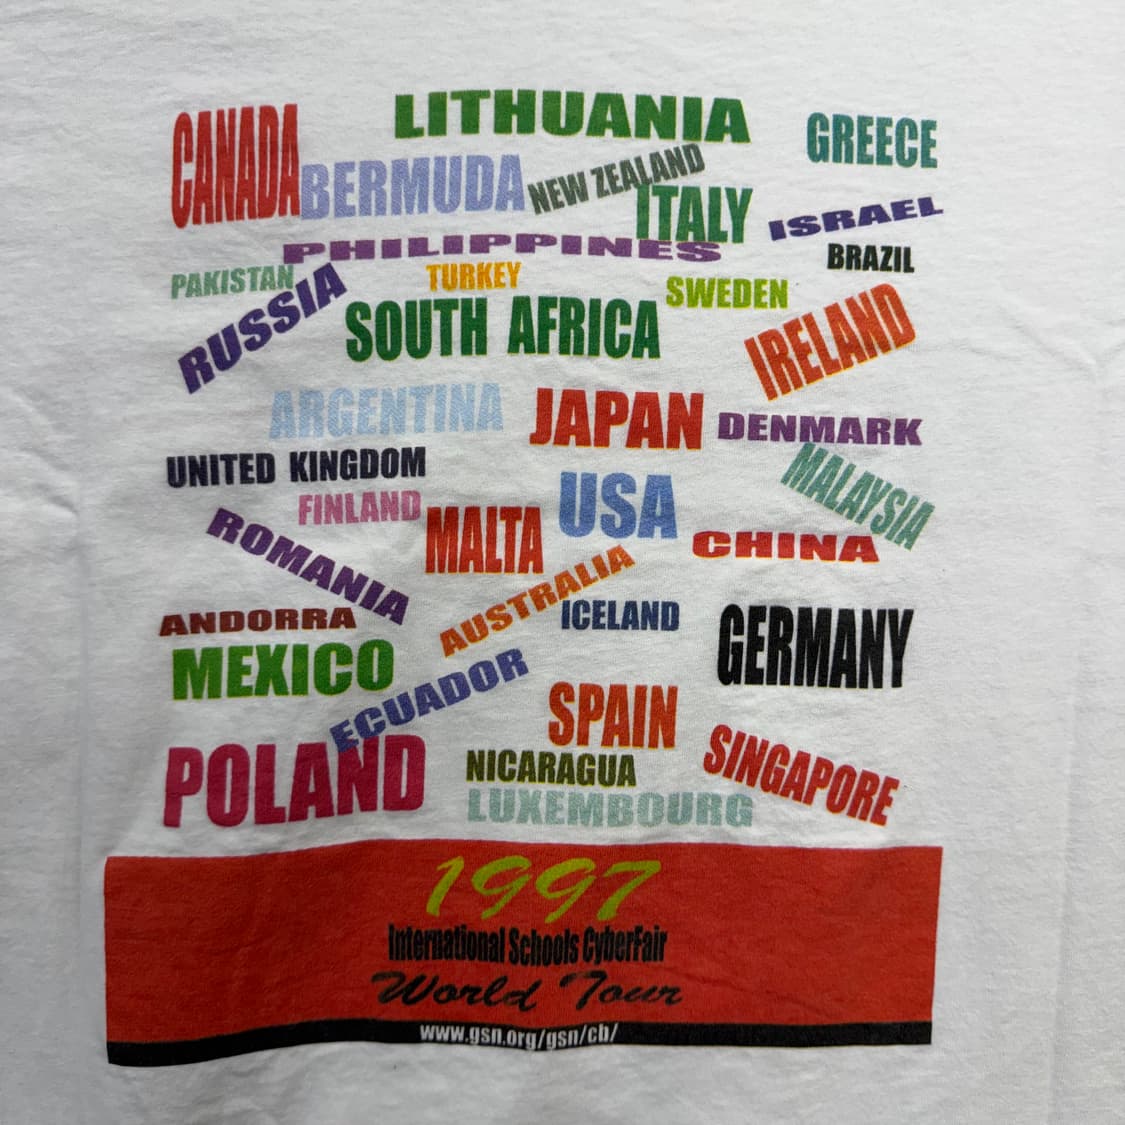 LITHUANIA
CANADA
GREECE
BERMUDA
NEW ZEALAND
ITALY
ISRAEL
PHILIPPINES
BRAZIL
PAKISTAN
TURKEY
SWEDEN
RUSSIA
SOUTH AFRICA
IRELAND
ARGENTINA
JAPAN
DENMARK
UNITED KINGDOM
USA
MALAYSIA
FINLAND
MALTA
CHINA
ROMANIA
AUSTRALIA
ANDORRA
ICELAND
GERMANY
MEXICO
ECUADOR
SPAIN
POLAND
NICARAGUA
SINGAPORE
LUXEMBOURG
1997
International Schools CyberFair
World Tour
www.gsn.org/gsn/cb/